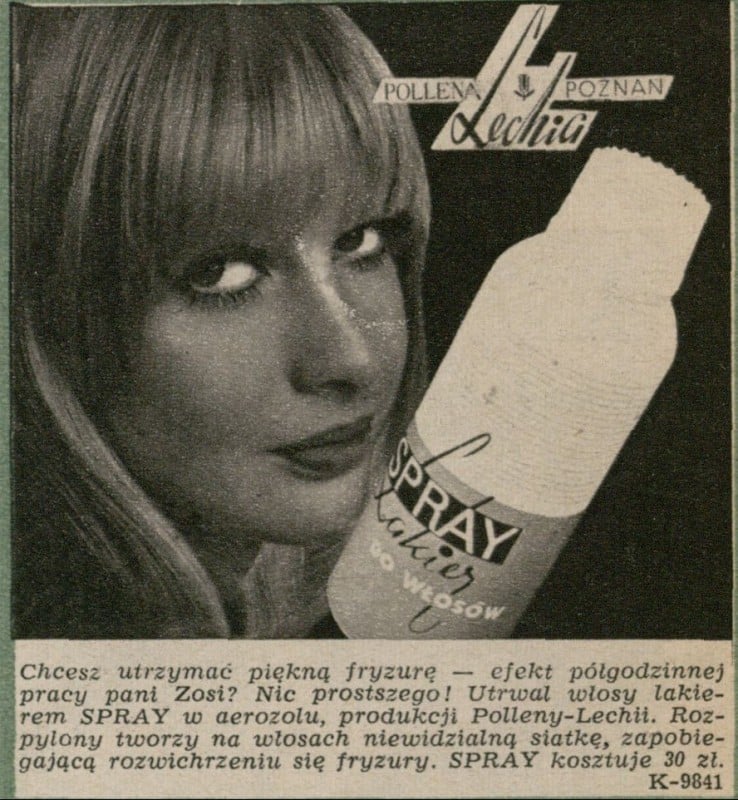 POLLENA Lechia POZNAŃ
SPRAY
Lakier
DO WŁOSÓW
Chcesz utrzymać piękną fryzurę — efekt półgodzinnej
pracy pani Zosi? Nic prostszego! Utrwal włosy lakie-
rem SPRAY w aerozolu, produkcji Polleny-Lechii. Roz-
pylony tworzy na włosach niewidzialną siatkę, zapobie-
gającą rozwichrzeniu się fryzury. SPRAY kosztuje 30 zł.
K-9841